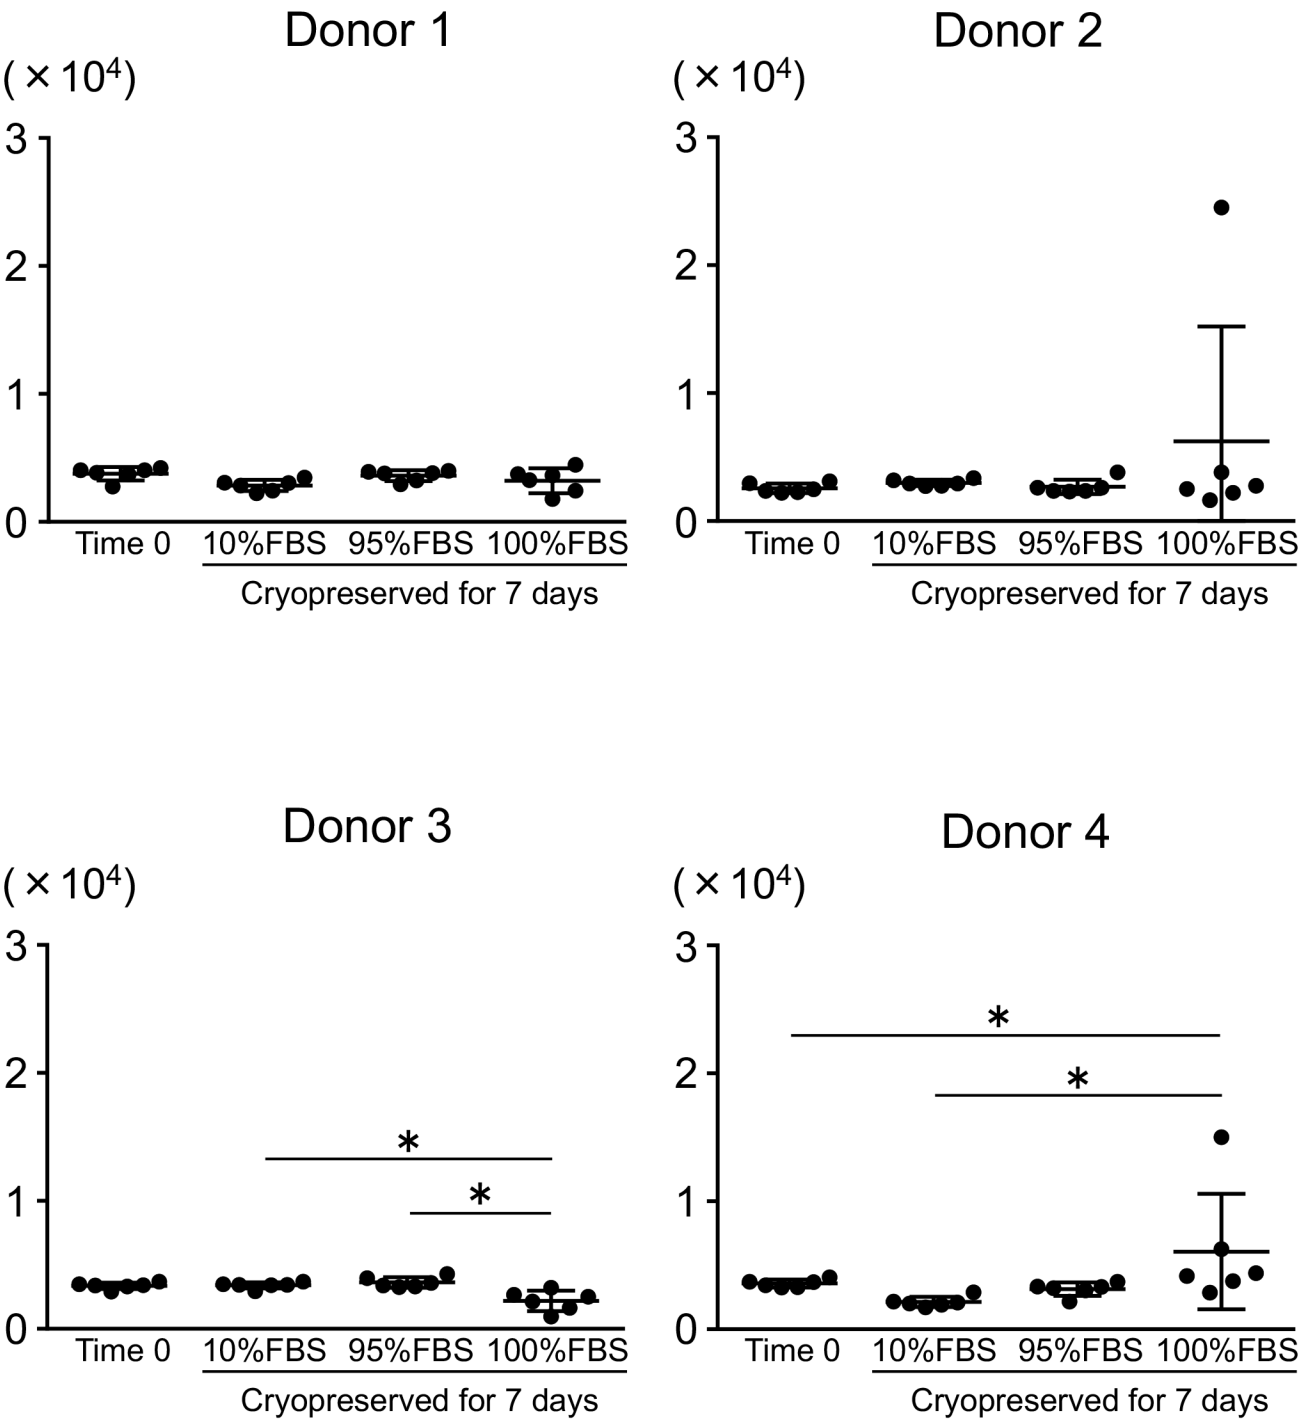 Donor 1
(×10⁴)
3
2
1
0
Time 0 10%FBS 95%FBS 100%FBS
Cryopreserved for 7 days
Donor 2
(×10⁴)
3
2
1
0
Time 0 10%FBS 95%FBS 100%FBS
Cryopreserved for 7 days
Donor 3
(×10⁴)
3
2
*
1
*
0
Time 0 10%FBS 95%FBS 100%FBS
Cryopreserved for 7 days
Donor 4
(×10⁴)
3
*
2
*
1
0
Time 0 10%FBS 95%FBS 100%FBS
Cryopreserved for 7 days